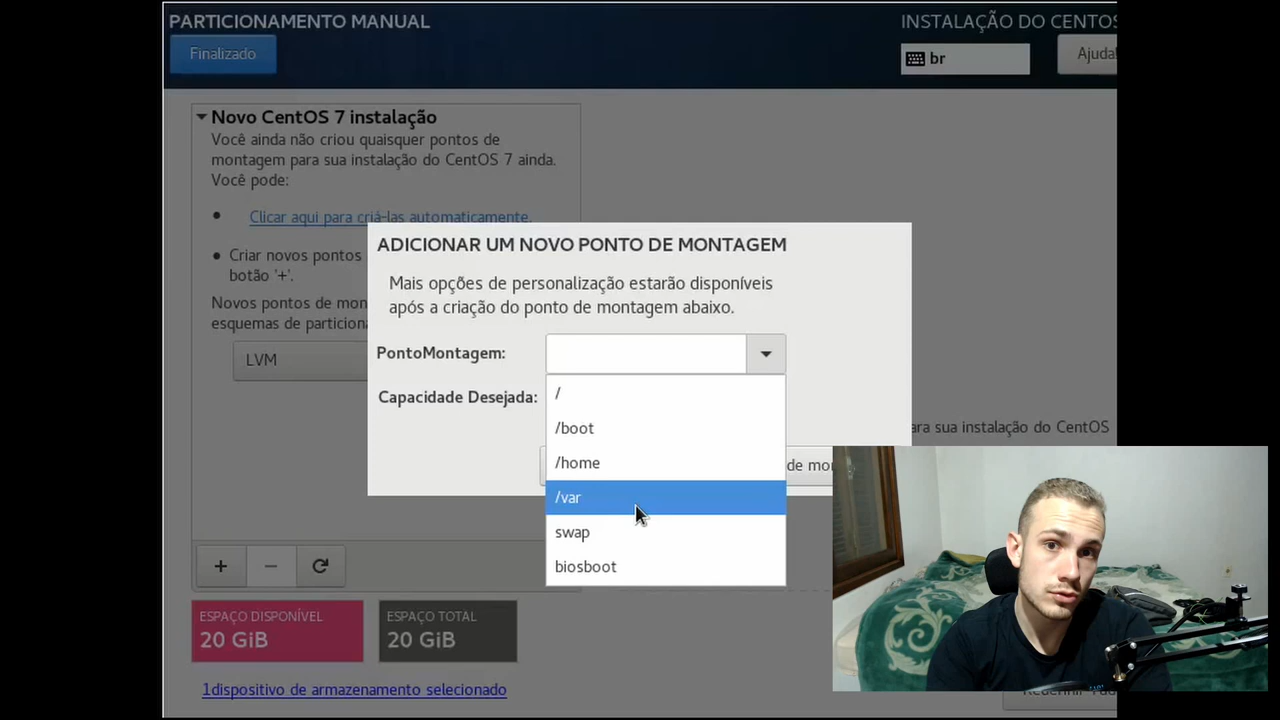 PARTICIONAMENTO MANUAL
INSTALAÇÃO DO CENTOS
Finalizado
br
Ajuda!
Novo CentOS 7 instalação
Você ainda não criou quaisquer pontos de
montagem para sua instalação do CentOS 7 ainda.
Você pode:
Clicar aqui para criá-las automaticamente.
Criar novos pontos
botão '+'.
Novos pontos de mon
esquemas de particiona
LVM
ADICIONAR UM NOVO PONTO DE MONTAGEM
Mais opções de personalização estarão disponíveis
após a criação do ponto de montagem abaixo.
PontoMontagem:
Capacidade Desejada:
/
/boot
/home
/var
swap
biosboot
de mon
ara sua instalação do CentOS
+ −
ESPAÇO DISPONÍVEL
20 GiB
ESPAÇO TOTAL
20 GiB
1dispositivo de armazenamento selecionado